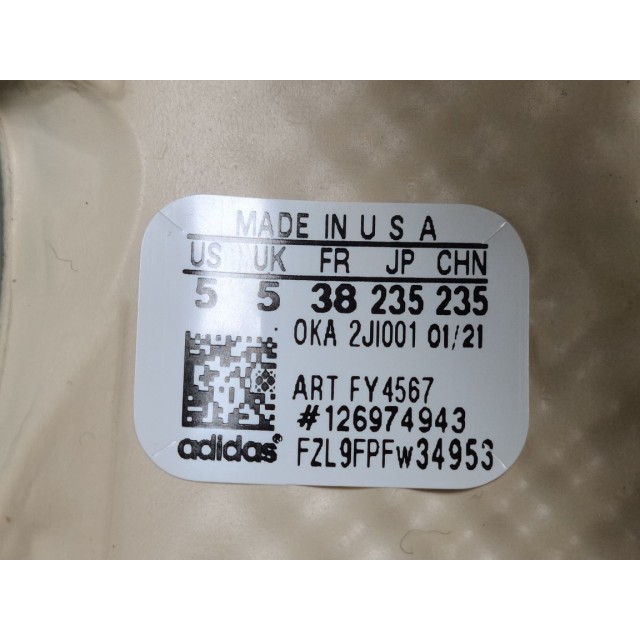 MADE IN U S A
US UK FR JP CHN
5 5 38 235 235
OKA 2JI001 01/21
ART FY4567
#126974943
adidas® FZL9FPFw34953